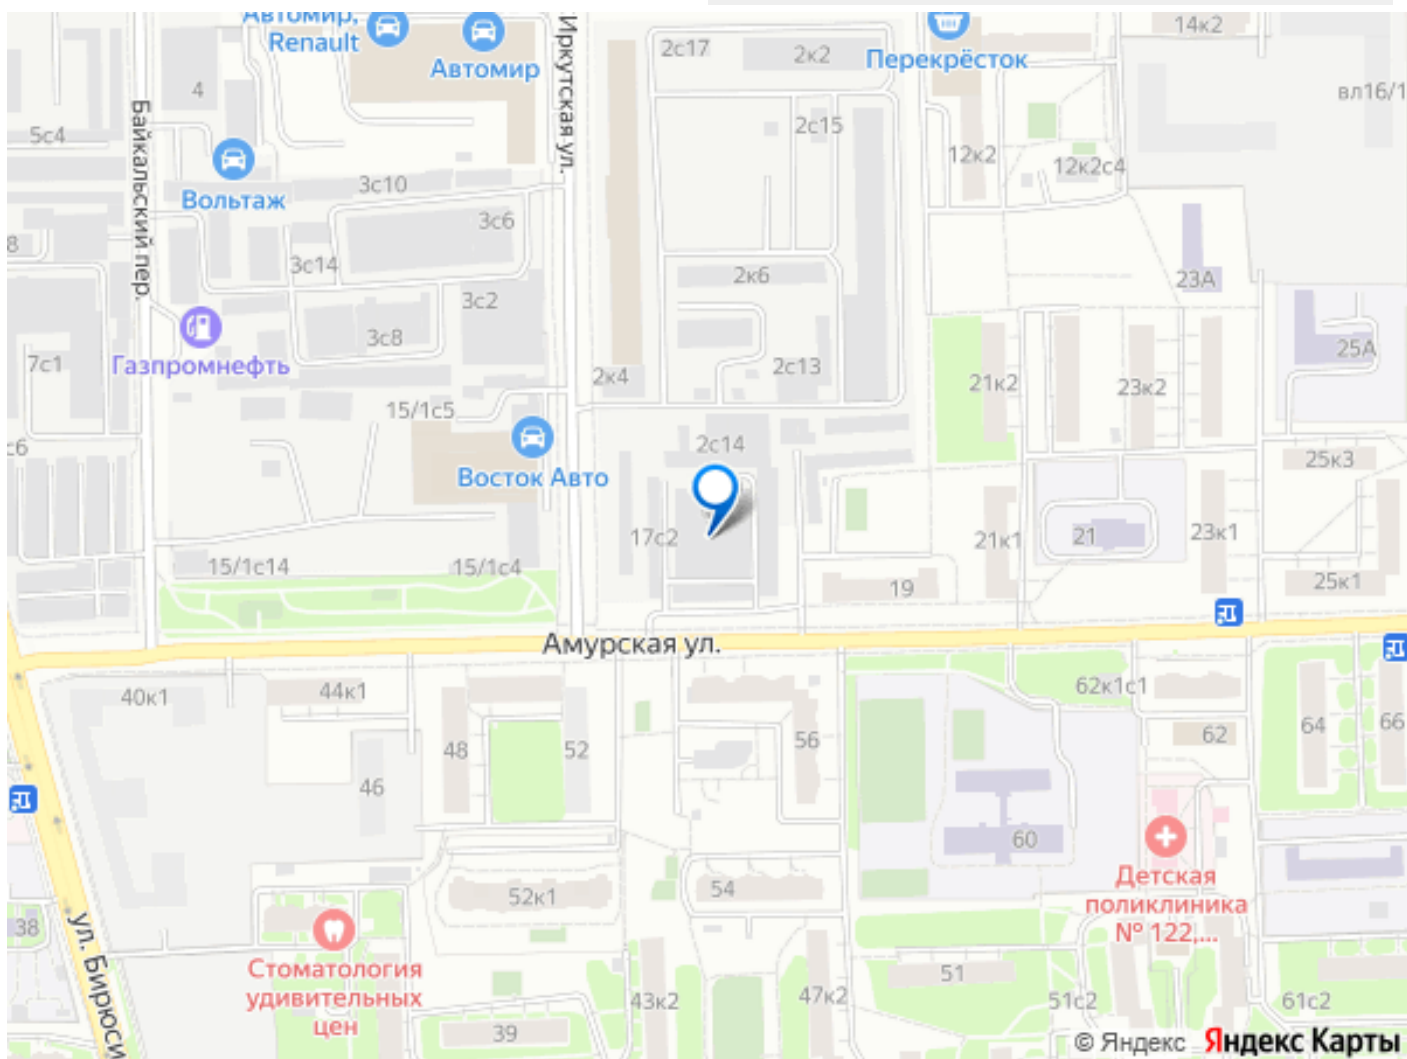 Автомир,
Renault
Автомир
Иркутская ул.
2с17
2к2
Перекрёсток
14к2
вл16/1
4
5с4
Байкальский пер.
Вольтаж
3с10
3с6
3с14
2с15
12к2
12к2с4
8
3с2
3с8
2к6
23А
Газпромнефть
7с1
2к4
2с13
21к2
23к2
25А
15/1с5
с6
Восток Авто
2с14
25к3
17с2
21к1
21
23к1
15/1с14
15/1с4
19
25к1
Амурская ул.
40к1
44к1
62к1с1
48
52
56
62
64
66
46
60
52к1
54
Детская
поликлиника
№ 122,...
38
ул. Бирюси
Стоматология
удивительных
цен
43к2
47к2
51
51с2
61с2
39
© Яндекс Яндекс Карты